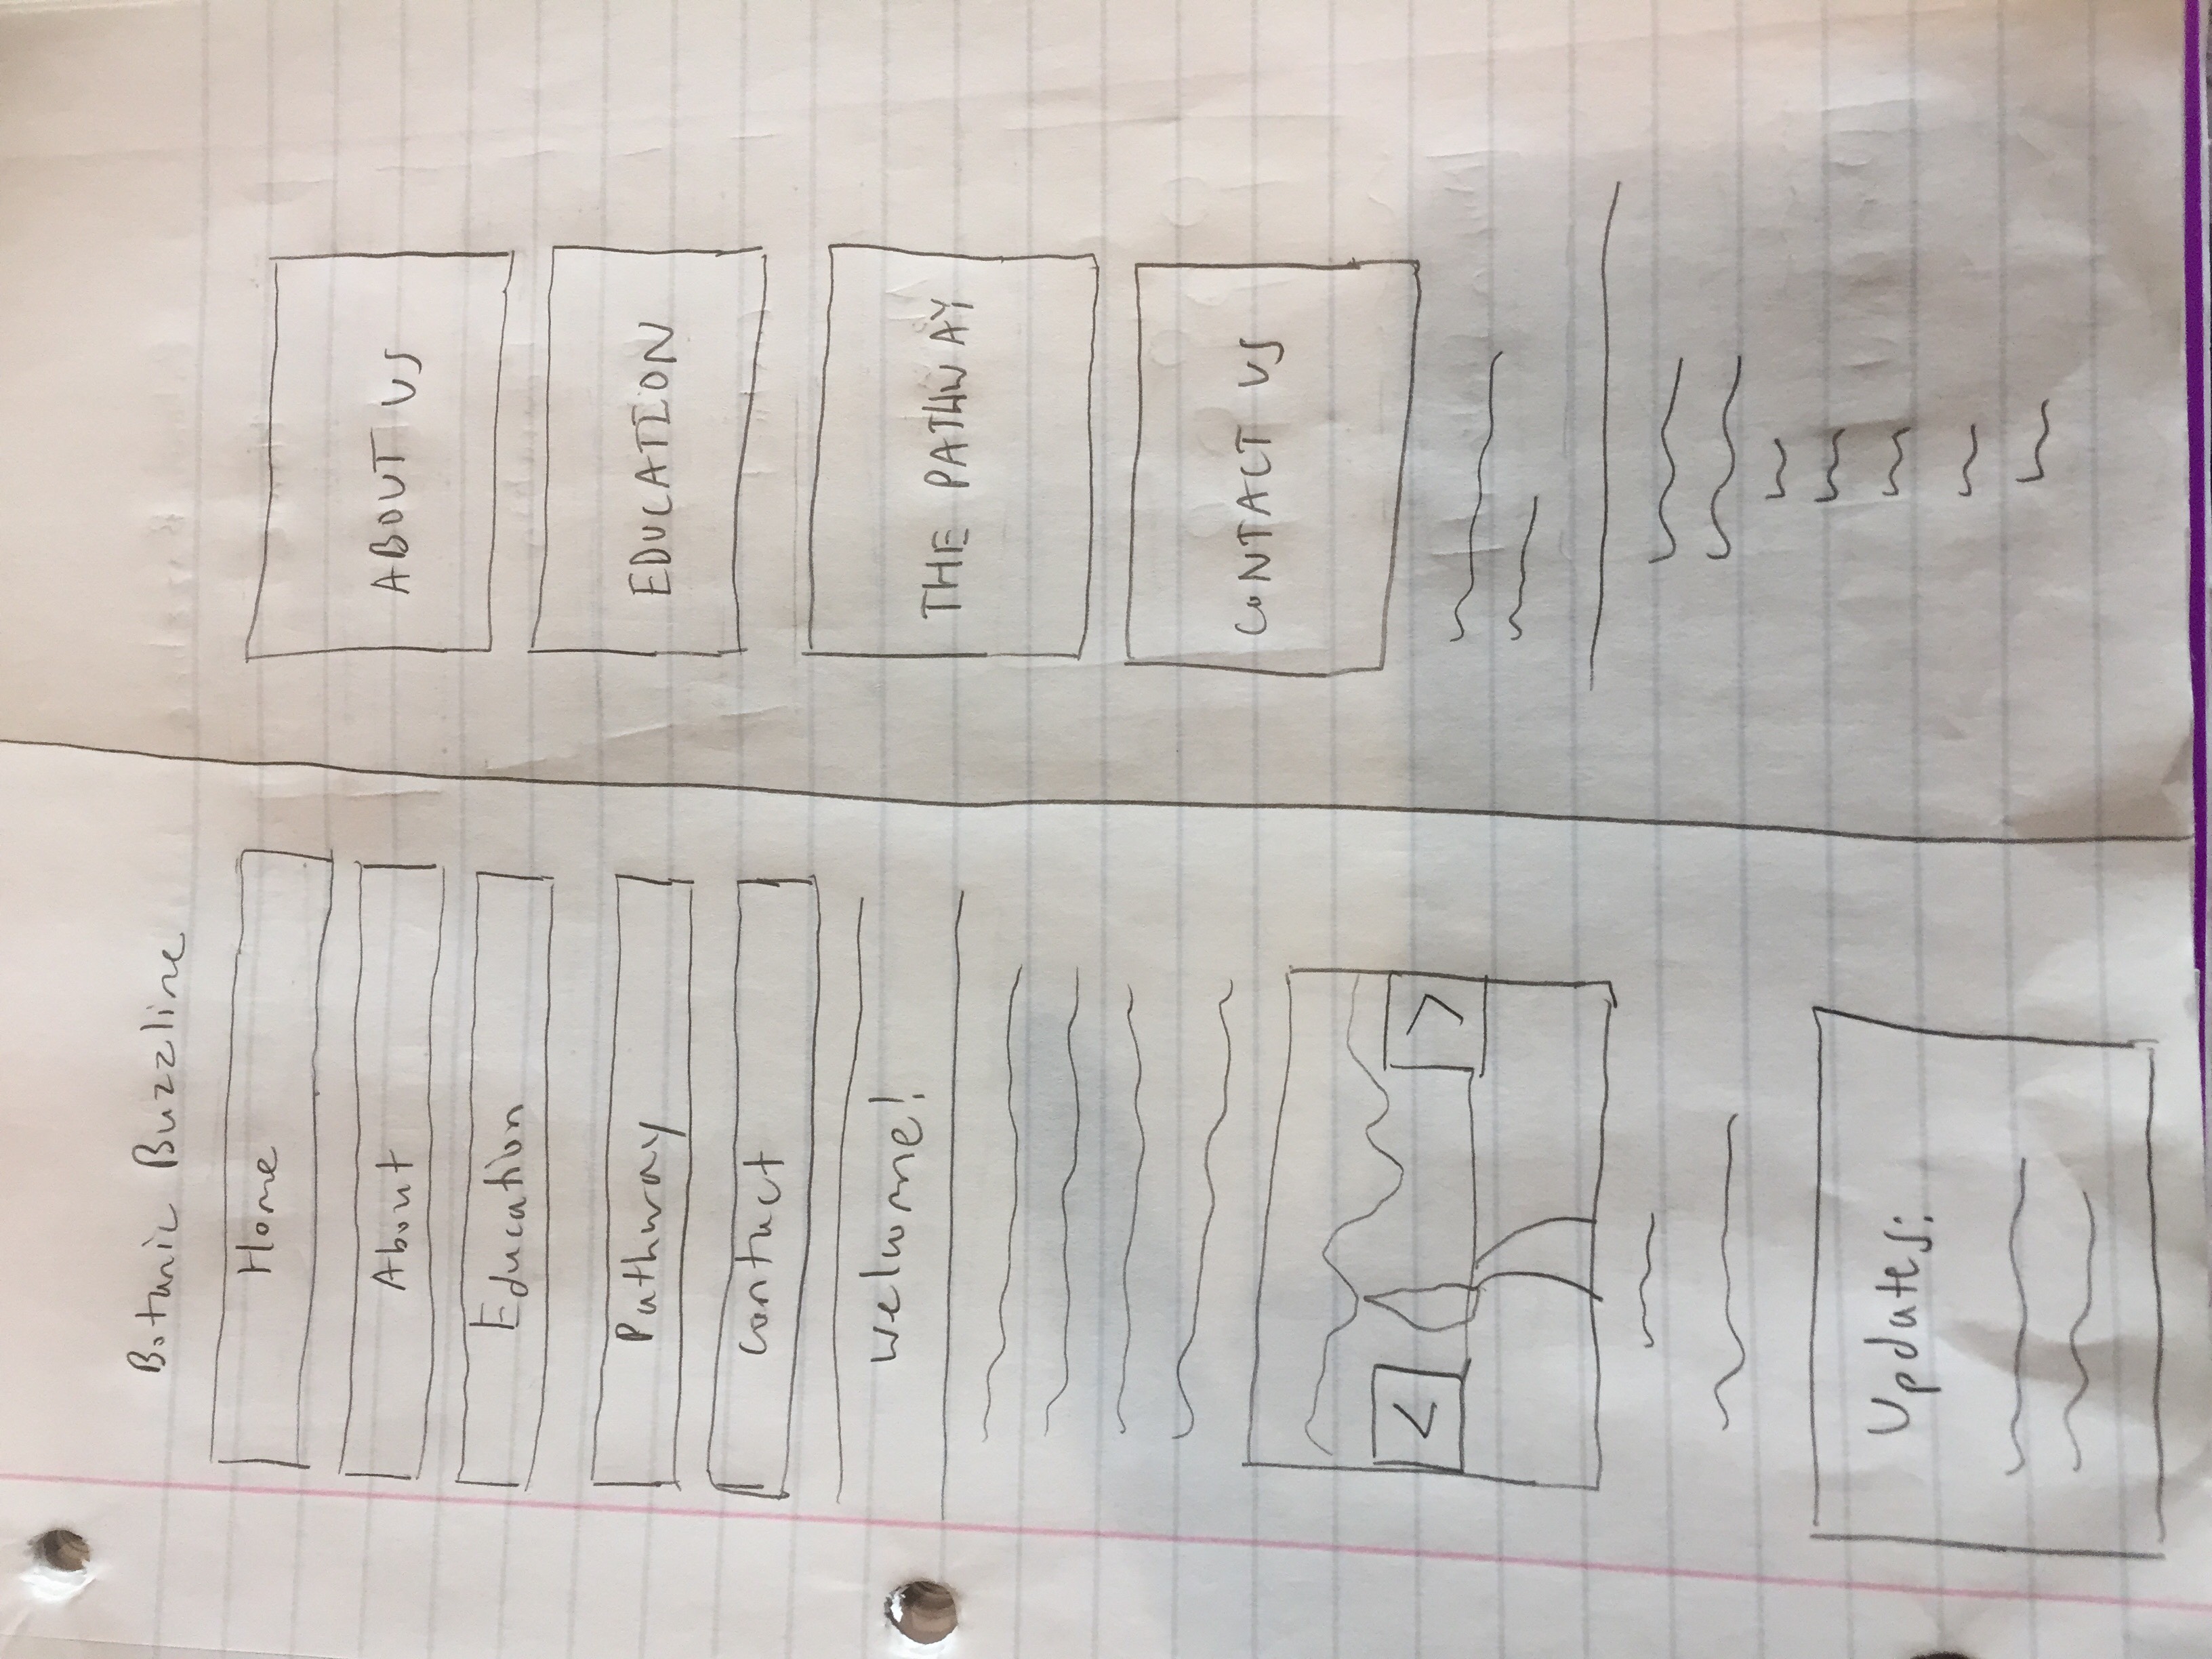 Botanic Buzzline
Home
About
Education
Pathway
Contact
Welcome!
<
>
Updates:
ABOUT US
EDUCATION
THE PATHWAY
CONTACT US